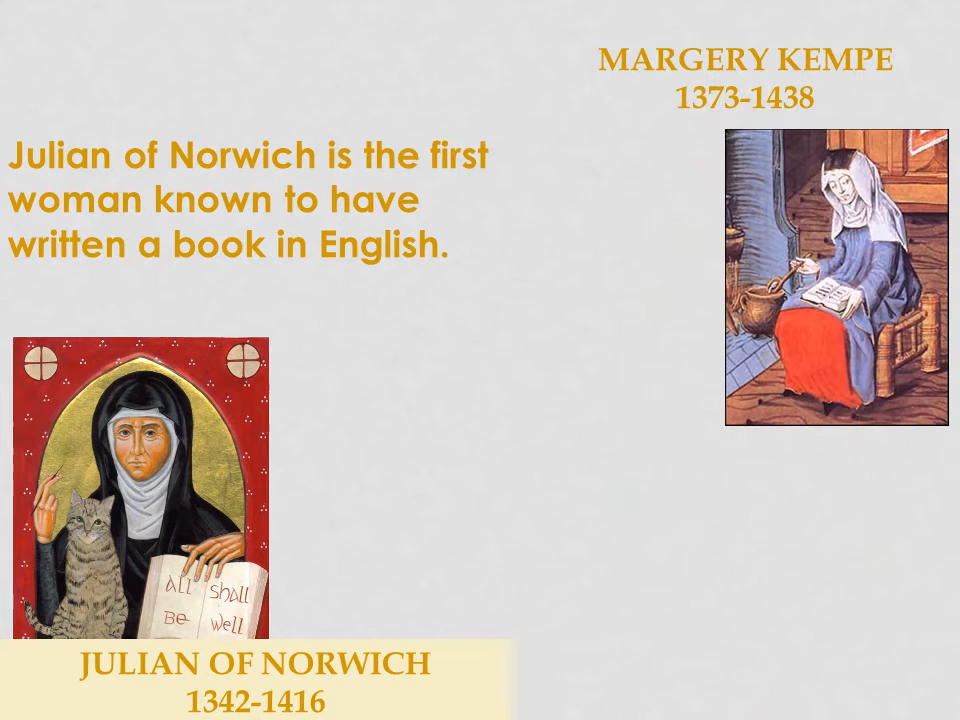 MARGERY KEMPE
1373-1438
Julian of Norwich is the first
woman known to have
written a book in English.
ALL shall
BE well
JULIAN OF NORWICH
1342-1416